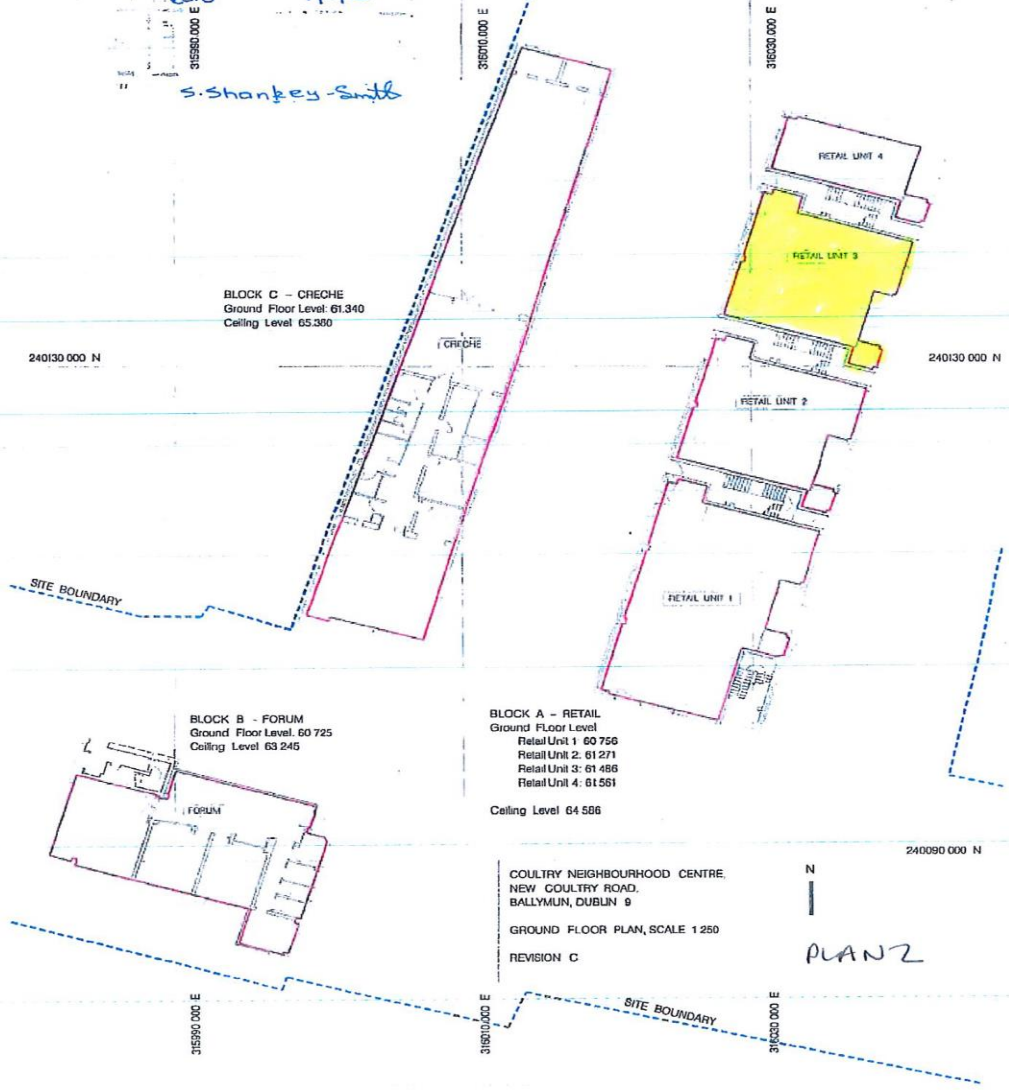 315990.000 E
316010.000 E
316030.000 E
S. Shankey-Smith
RETAIL UNIT 4
RETAIL UNIT 3
BLOCK C - CRECHE
Ground Floor Level: 61.340
Ceiling Level 65.380
CRECHE
240130 000 N
240130 000 N
RETAIL UNIT 2
RETAIL UNIT 1
SITE BOUNDARY
BLOCK B - FORUM
Ground Floor Level. 60 725
Ceiling Level 63 245
FORUM
BLOCK A - RETAIL
Ground Floor Level
Retail Unit 1 60 756
Retail Unit 2: 61 271
Retail Unit 3: 61 486
Retail Unit 4: 61 561
Ceiling Level 64 586
240090 000 N
COULTRY NEIGHBOURHOOD CENTRE,
NEW COULTRY ROAD,
BALLYMUN, DUBLIN 9
GROUND FLOOR PLAN, SCALE 1 250
REVISION C
N
PLAN 2
315990 000 E
316010.000 E
316030 000 E
SITE BOUNDARY